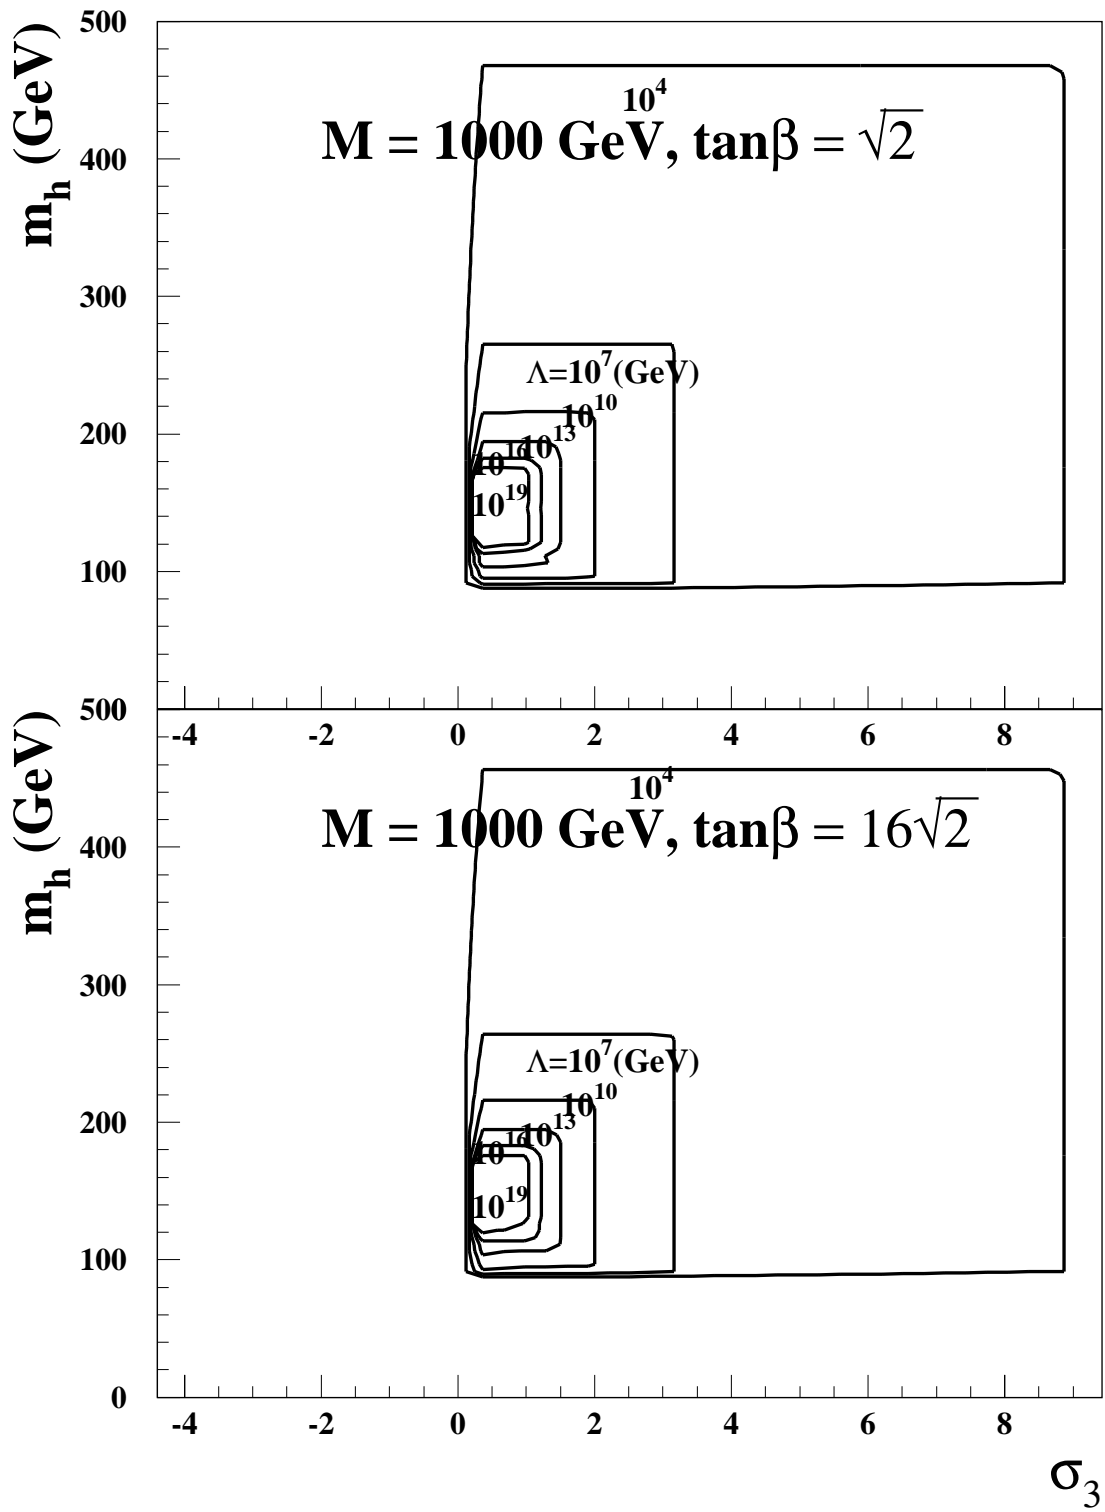 500
m_h (GeV)
10^4
M = 1000 GeV, tanβ = √2
400
300
Λ=10^7(GeV)
10^10
200
10^13
10^16
10^19
100
500
-4 -2 0 2 4 6 8
m_h (GeV)
10^4
M = 1000 GeV, tanβ = 16√2
400
300
Λ=10^7(GeV)
10^10
200
10^13
10^16
10^19
100
0
-4 -2 0 2 4 6 8
σ_3